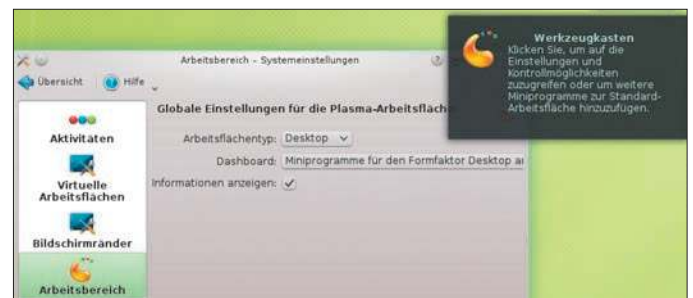 Arbeitsbereich - Systemeinstellungen
Übersicht
Hilfe
Aktivitäten
Virtuelle
Arbeitsflächen
Bildschirmränder
Arbeitsbereich
Globale Einstellungen für die Plasma-Arbeitsfläch
Arbeitsflächentyp: Desktop
Dashboard: Miniprogramme für den Formfaktor Desktop
Informationen anzeigen:
Werkzeugkasten
Klicken Sie, um auf die
Einstellungen und
Kontrollmöglichkeiten
zuzugreifen oder um weitere
Miniprogramme zur Standard-
Arbeitsfläche hinzuzufügen.